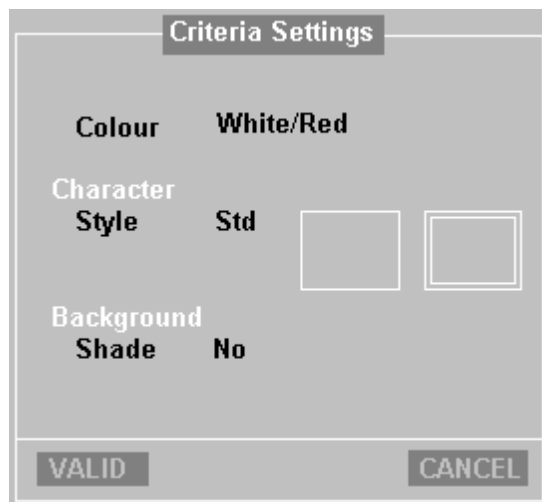 Criteria Settings
Colour White/Red
Character
Style Std
Background
Shade No
VALID CANCEL